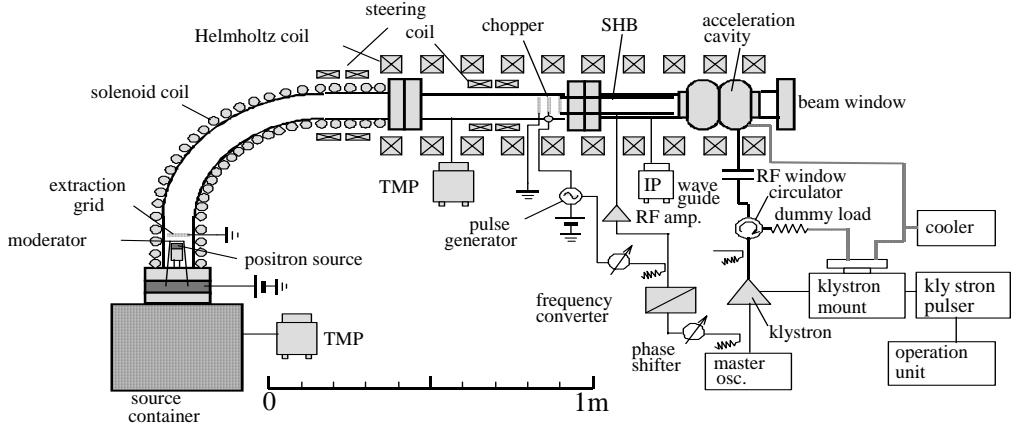 steering
coil
chopper
SHB
acceleration
cavity
Helmholtz coil
solenoid coil
beam window
extraction
grid
moderator
positron source
TMP
pulse
generator
RF amp.
IP
wave
guide
RF window
circulator
dummy load
cooler
klystron
mount
kly stron
pulser
frequency
converter
klystron
TMP
phase
shifter
master
osc.
operation
unit
source
container
0
1m